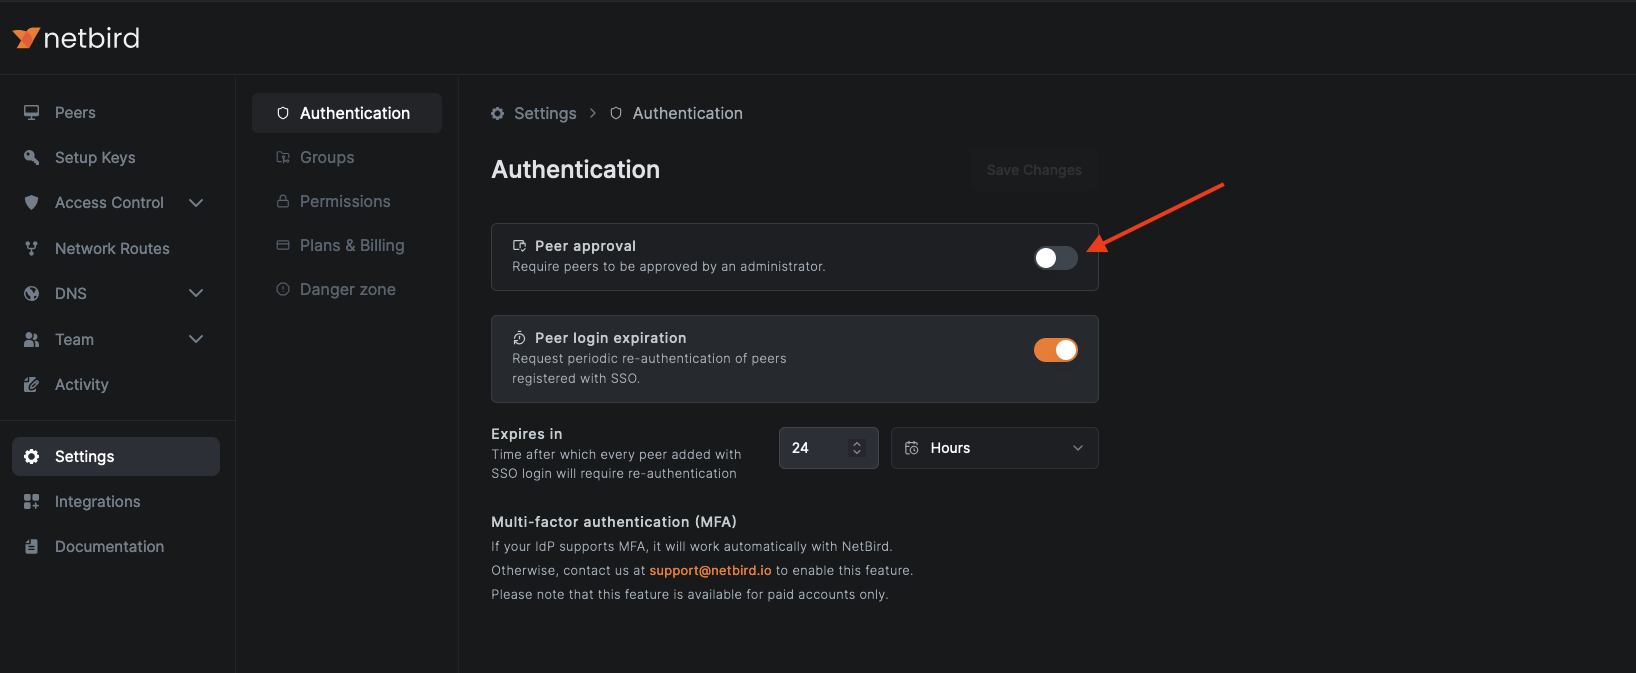 netbird
Peers
Setup Keys
Access Control
Network Routes
DNS
Team
Activity
Settings
Integrations
Documentation
Authentication
Groups
Permissions
Plans & Billing
Danger zone
Settings > Authentication
Authentication
Save Changes
Peer approval
Require peers to be approved by an administrator.
Peer login expiration
Request periodic re-authentication of peers
registered with SSO.
Expires in
Time after which every peer added with
SSO login will require re-authentication
24
Hours
Multi-factor authentication (MFA)
If your IdP supports MFA, it will work automatically with NetBird.
Otherwise, contact us at support@netbird.io to enable this feature.
Please note that this feature is available for paid accounts only.